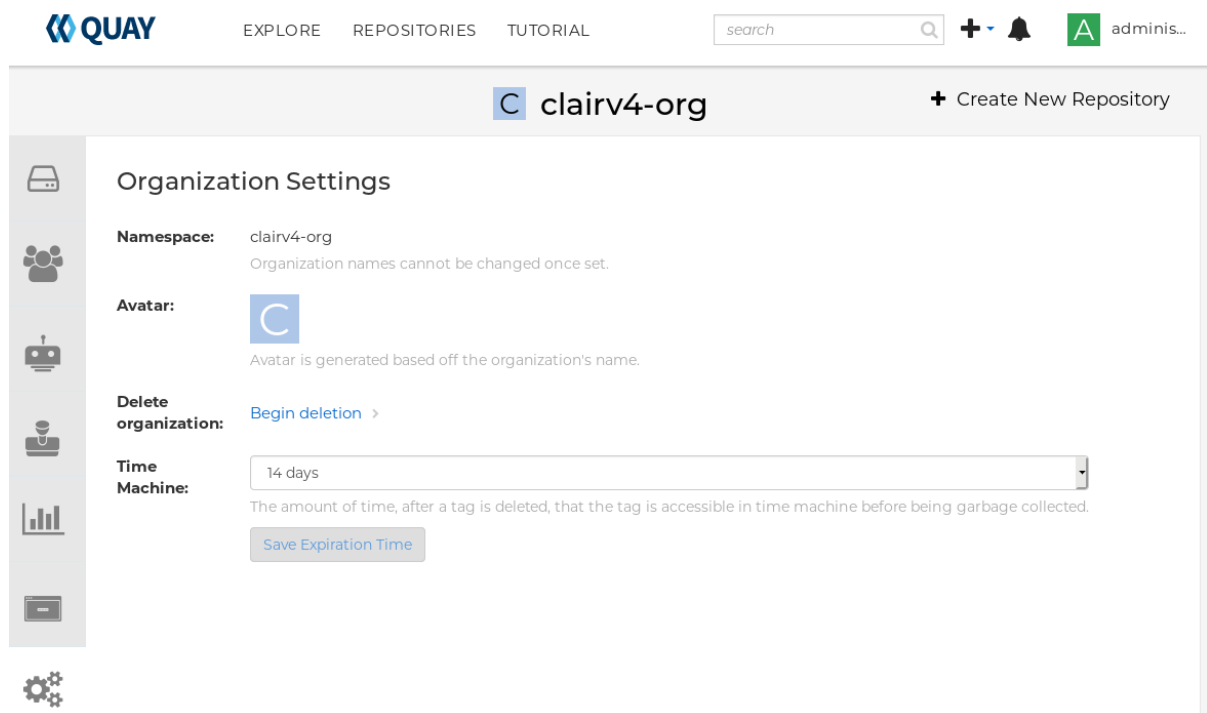 QUAY EXPLORE REPOSITORIES TUTORIAL search A adminis...
C clairv4-org + Create New Repository
Organization Settings
Namespace: clairv4-org
Organization names cannot be changed once set.
Avatar: C
Avatar is generated based off the organization's name.
Delete organization: Begin deletion >
Time Machine: 14 days
The amount of time, after a tag is deleted, that the tag is accessible in time machine before being garbage collected.
Save Expiration Time